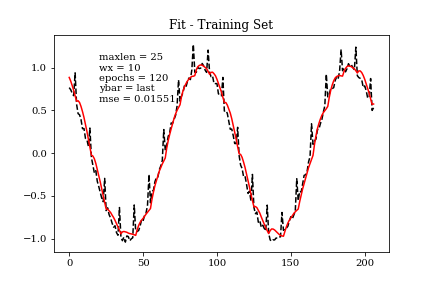 Fit - Training Set
maxlen = 25
wx = 10
epochs = 120
ybar = last
mse = 0.01551
1.0
0.5
0.0
−0.5
−1.0
0 50 100 150 200